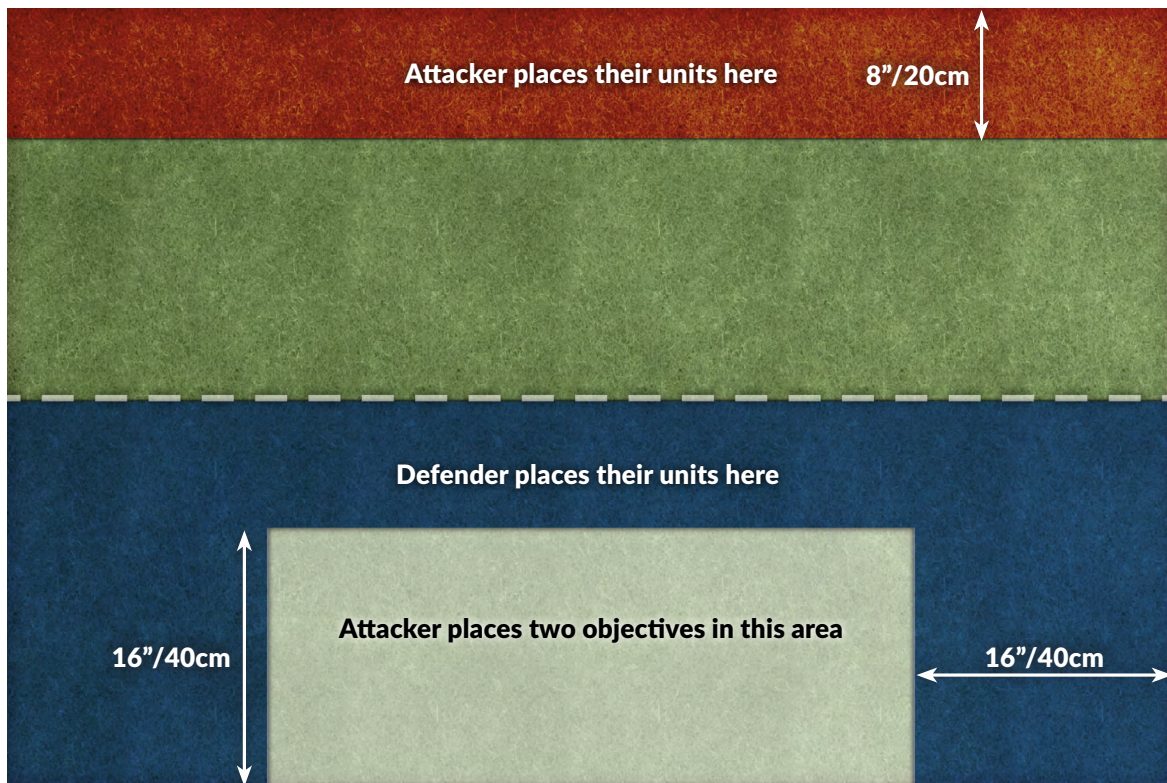 Attacker places their units here
8”/20cm
Defender places their units here
Attacker places two objectives in this area
16”/40cm
16”/40cm